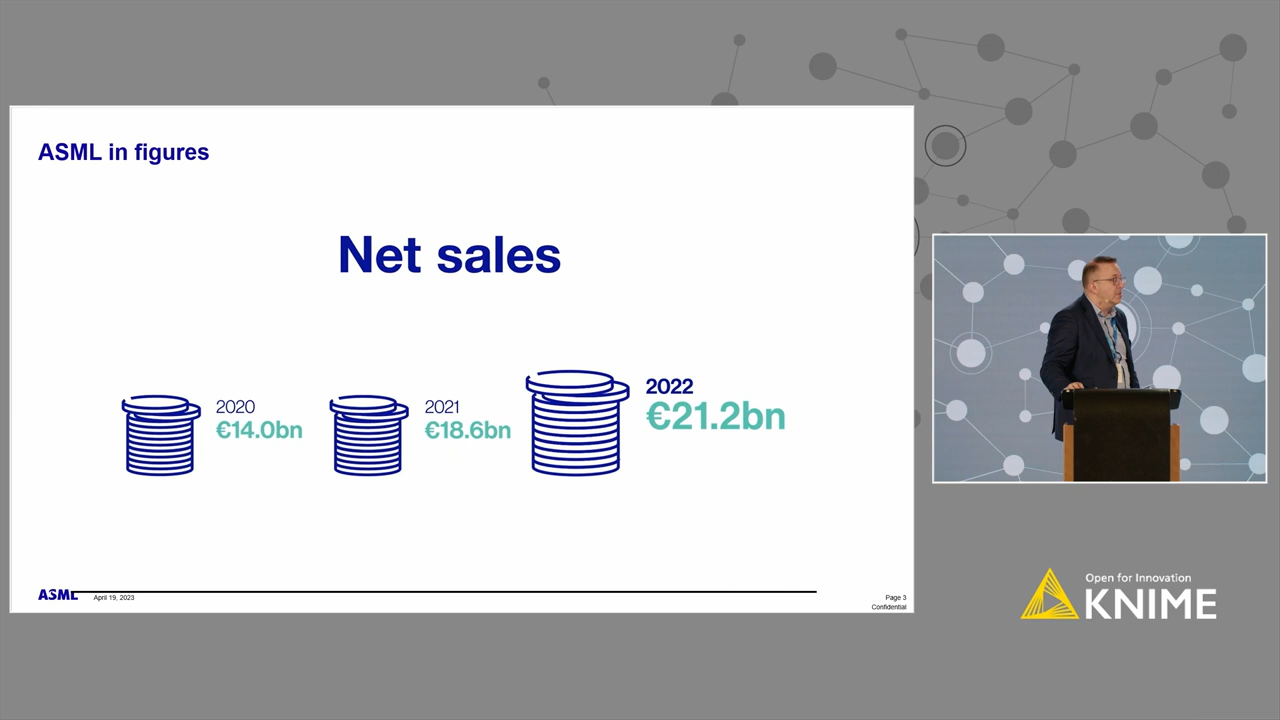 ASML in figures
Net sales
2020
€14.0bn
2021
€18.6bn
2022
€21.2bn
ASML
April 19, 2023
Page 3
Confidential
Open for Innovation
KNIME